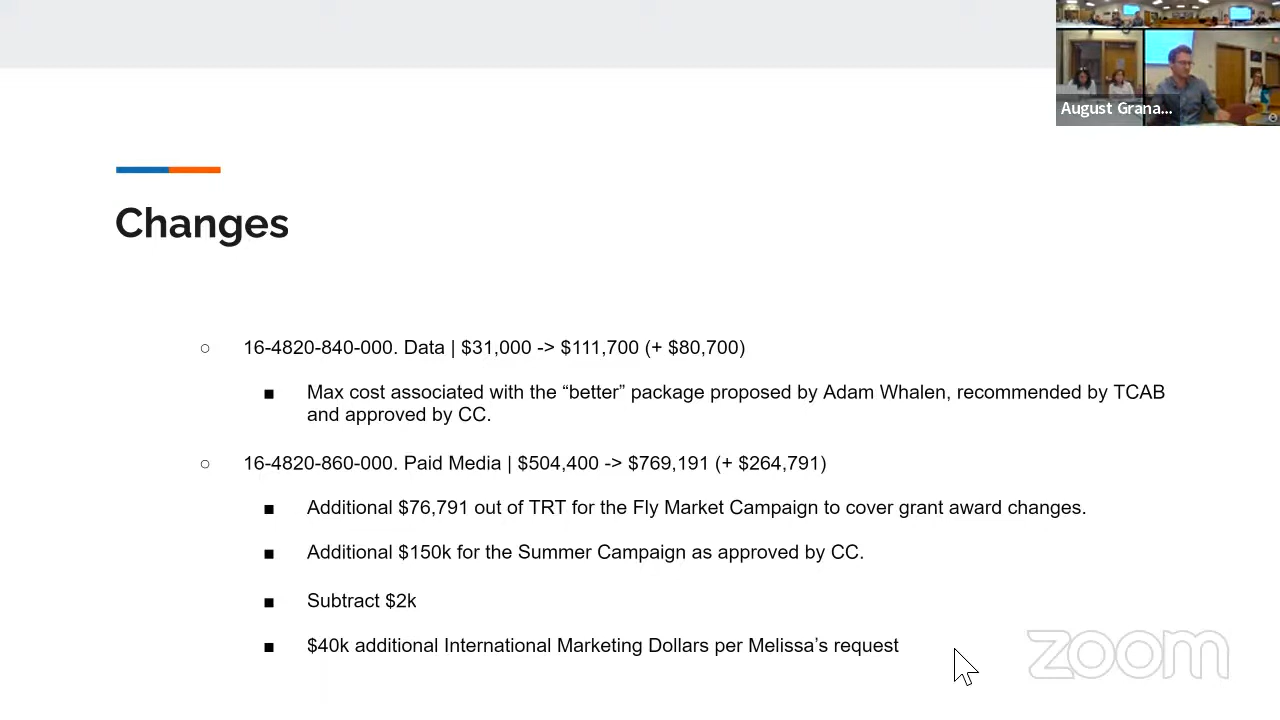 August Grana...
Changes
○ 16-4820-840-000. Data | $31,000 -> $111,700 (+ $80,700)
■ Max cost associated with the “better” package proposed by Adam Whalen, recommended by TCAB
and approved by CC.
○ 16-4820-860-000. Paid Media | $504,400 -> $769,191 (+ $264,791)
■ Additional $76,791 out of TRT for the Fly Market Campaign to cover grant award changes.
■ Additional $150k for the Summer Campaign as approved by CC.
■ Subtract $2k
■ $40k additional International Marketing Dollars per Melissa’s request
zoom